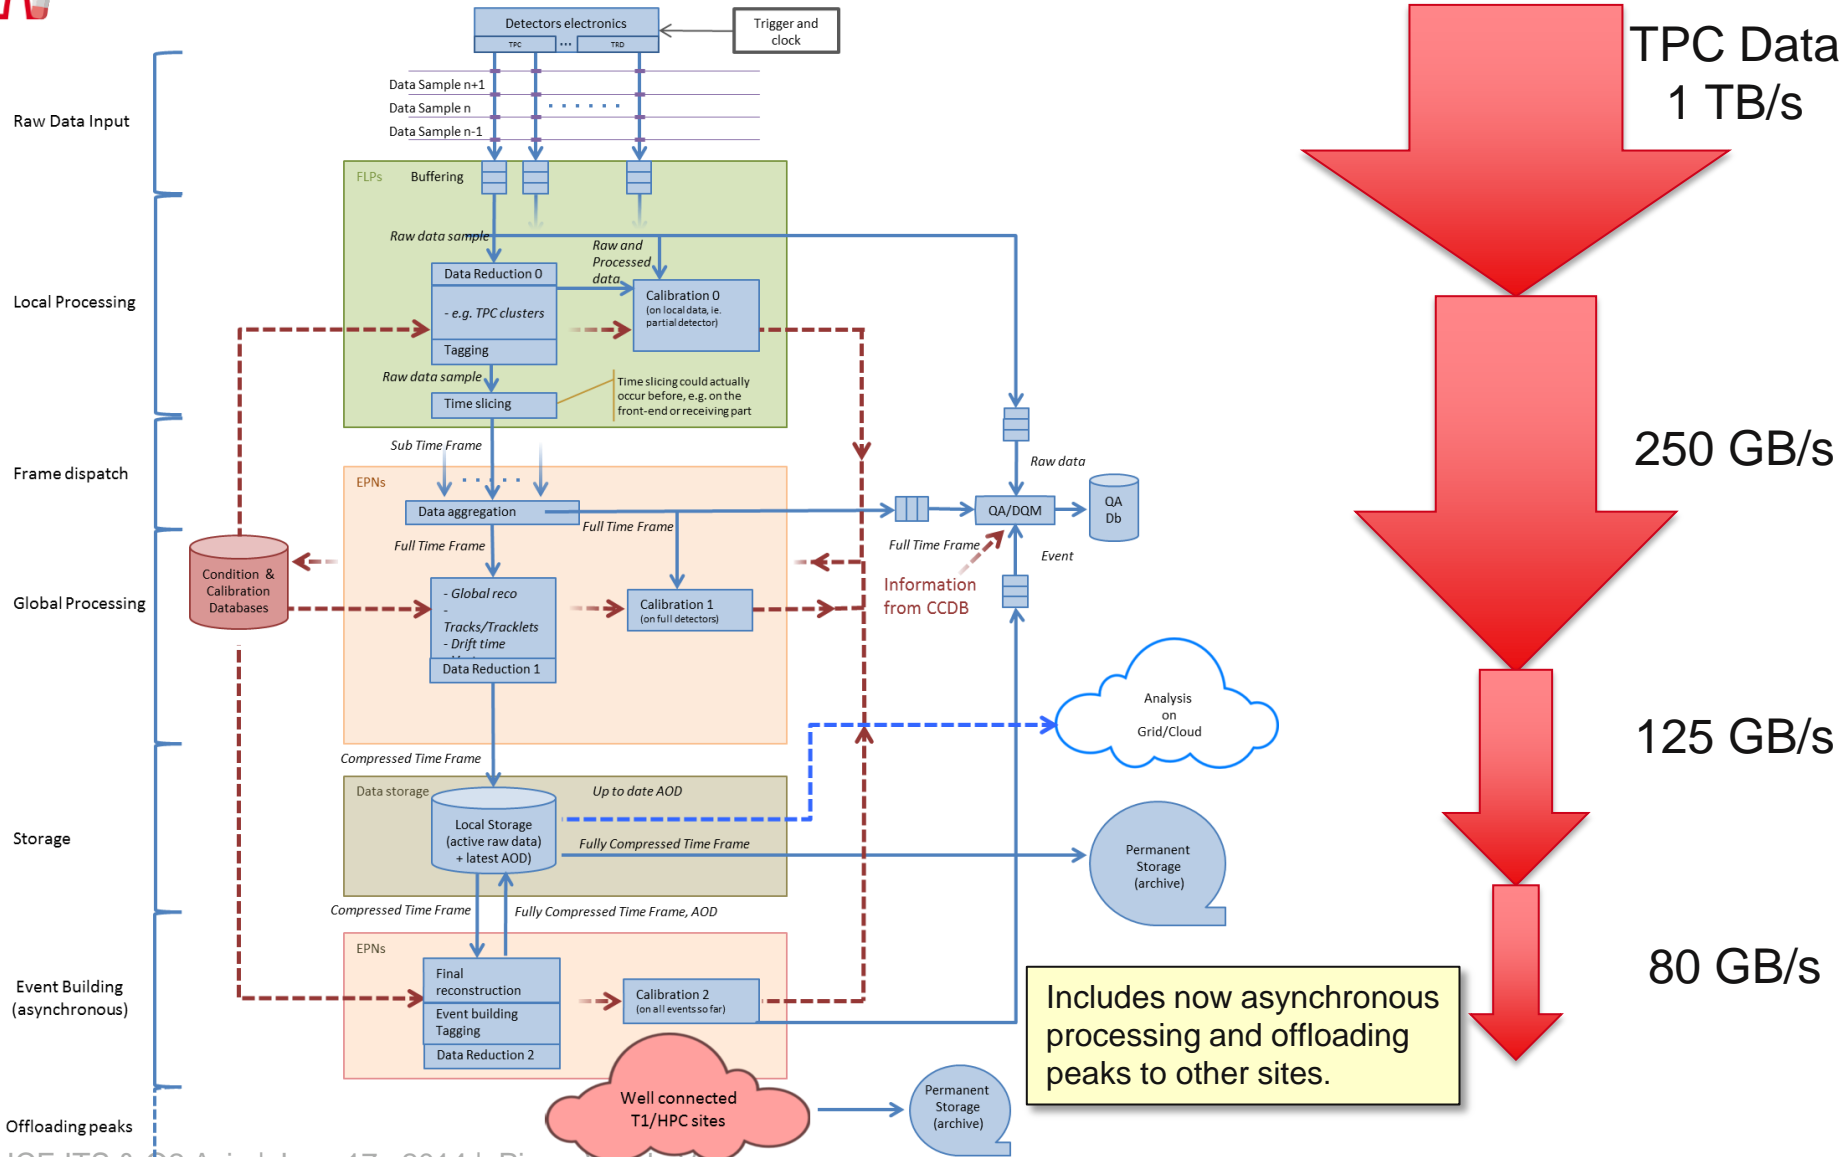 Detectors electronics
TPC ... TRD
Trigger and
clock
TPC Data
1 TB/s
Raw Data Input
Data Sample n+1
Data Sample n
Data Sample n-1
FLPs
Buffering
Raw data sample
Raw and
Processed
data
Local Processing
Data Reduction 0
- e.g. TPC clusters
Tagging
Calibration 0
(on local data, ie.
partial detector)
Raw data sample
Time slicing
Time slicing could actually
occur before, e.g. on the
front-end or receiving part
250 GB/s
Frame dispatch
Sub Time Frame
EPNs
Data aggregation
Full Time Frame
Full Time Frame
Raw data
QA/DQM
QA
Db
Full Time Frame
Event
Information
from CCDB
Condition &
Calibration
Databases
Global Processing
- Global reco
-
Tracks/Tracklets
- Drift time
Data Reduction 1
Calibration 1
(on full detectors)
Analysis
on
Grid/Cloud
125 GB/s
Compressed Time Frame
Storage
Data storage
Up to date AOD
Local Storage
(active raw data)
+ latest AOD)
Fully Compressed Time Frame
Permanent
Storage
(archive)
Compressed Time Frame
Fully Compressed Time Frame, AOD
Event Building
(asynchronous)
EPNs
Final
reconstruction
Event building
Tagging
Data Reduction 2
Calibration 2
(on all events so far)
80 GB/s
Includes now asynchronous
processing and offloading
peaks to other sites.
Offloading peaks
Well connected
T1/HPC sites
Permanent
Storage
(archive)